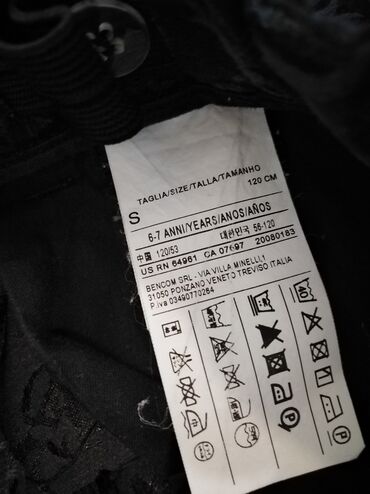 TAGLIA/SIZE/TALLA/TAMANHO
S 120 CM
6-7 ANNI/YEARS/ANOS/AÑOS
中国 120/53 대한민국 56-120
US RN 64961 CA 07697 20080183
BENCOM SRL - VIA VILLA MINELLI,1
31050 PONZANO VENETO TREVISO ITALIA
P.iva 03490770264
40
P